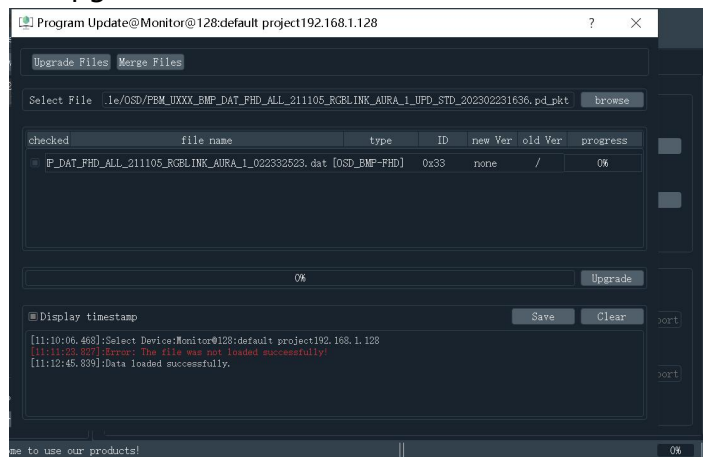 Program Update@Monitor@128:default project192.168.1.128 ? ×
Upgrade Files Merge Files
Select File .le/OSD/PBM_UXXX_BMP_DAT_FHD_ALL_211105_RGBLINK_AURA_1_UPD_STD_202302231636.pd_pkt browse
checked file name type ID new Ver old Ver progress
P_DAT_FHD_ALL_211105_RGBLINK_AURA_1_022332523.dat [OSD_BMP-FHD] 0x33 none / 0%
0% Upgrade
Display timestamp Save Clear
[11:10:06.468]:Select Device:Monitor@128:default project192.168.1.128
[11:11:23.827]:Error: The file was not loaded successfully!
[11:12:45.839]:Data loaded successfully.
port
port
me to use our products! 0%